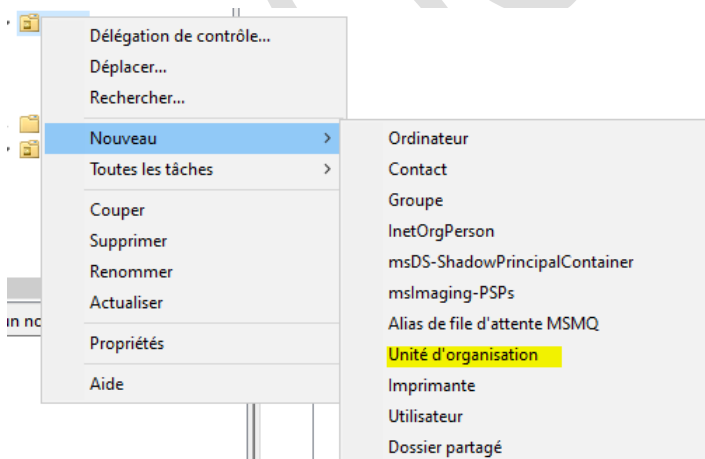 Délégation de contrôle...
Déplacer...
Rechercher...
Nouveau
Toutes les tâches
Couper
Supprimer
Renommer
Actualiser
Propriétés
Aide
Ordinateur
Contact
Groupe
InetOrgPerson
msDS-ShadowPrincipalContainer
msImaging-PSPs
Alias de file d'attente MSMQ
Unité d'organisation
Imprimante
Utilisateur
Dossier partagé